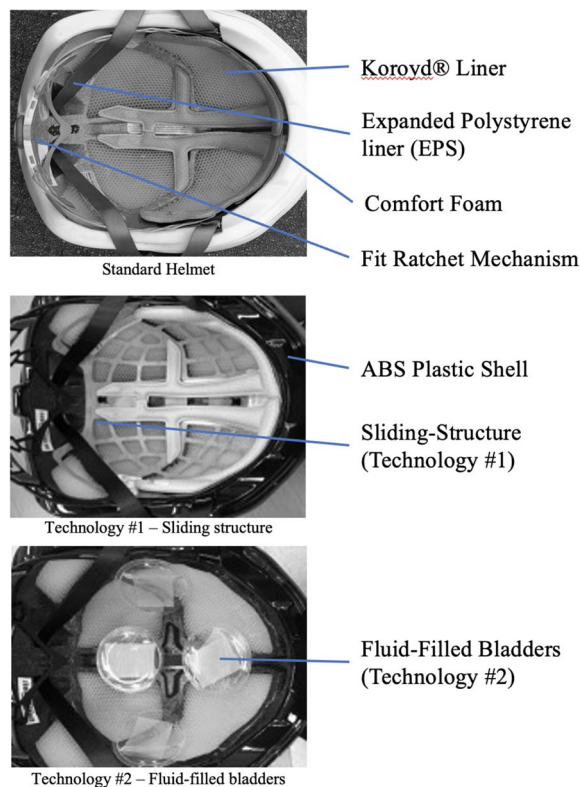 Koroyd® Liner
Expanded Polystyrene
liner (EPS)
Comfort Foam
Fit Ratchet Mechanism
Standard Helmet
ABS Plastic Shell
Sliding-Structure
(Technology #1)
Technology #1 – Sliding structure
Fluid-Filled Bladders
(Technology #2)
Technology #2 – Fluid-filled bladders